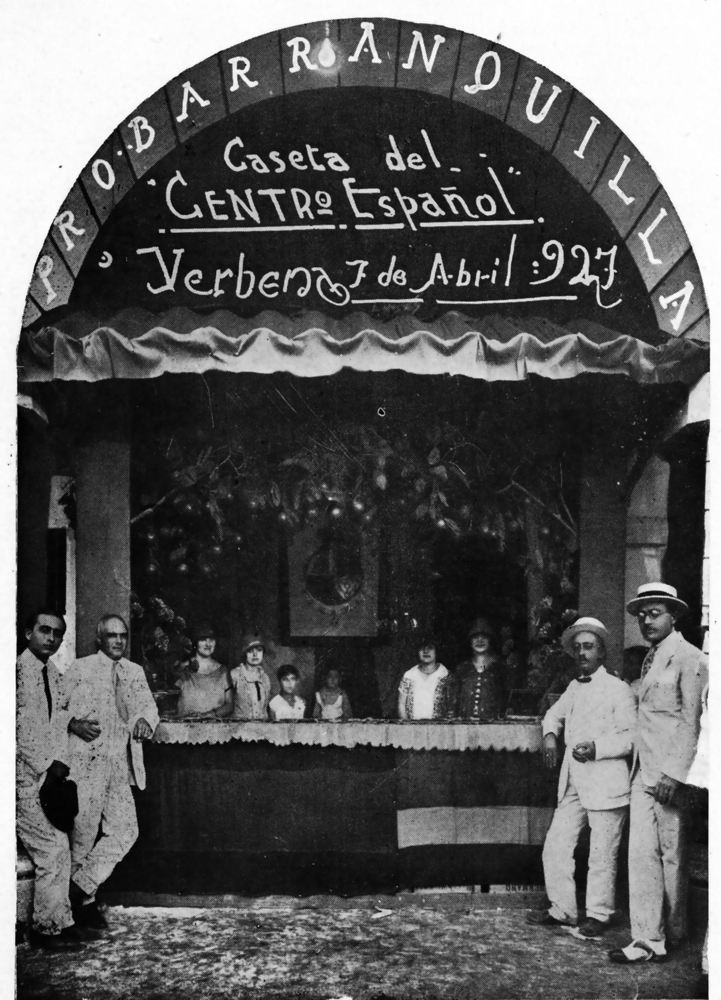 PRO BARRANQUILLA
Caseta del
"CENTRO Español"
Verbena 7 de Abril 927